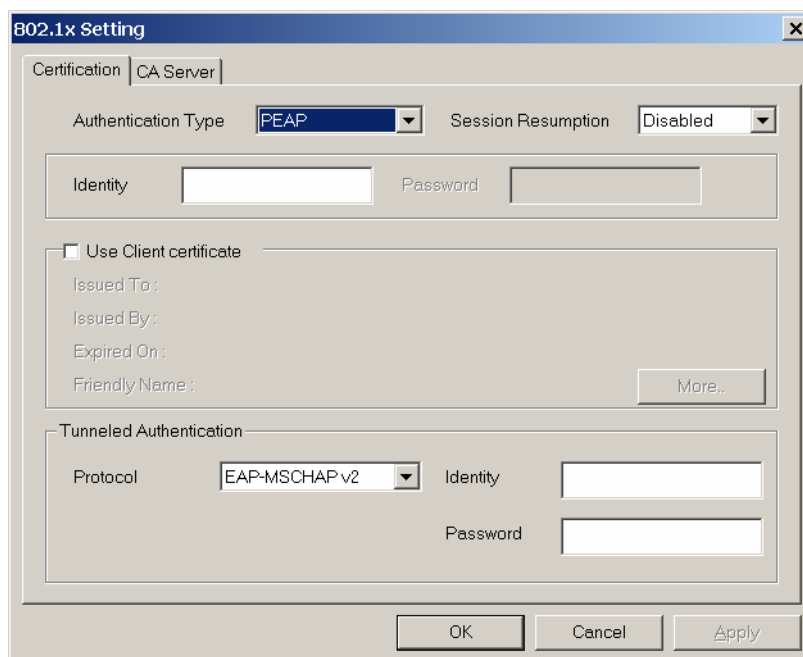 802.1x Setting
Certification CA Server
Authentication Type PEAP Session Resumption Disabled
Identity Password
Use Client certificate
Issued To :
Issued By :
Expired On :
Friendly Name :
More..
Tunneled Authentication
Protocol EAP-MSCHAP v2 Identity
Password
OK Cancel Apply